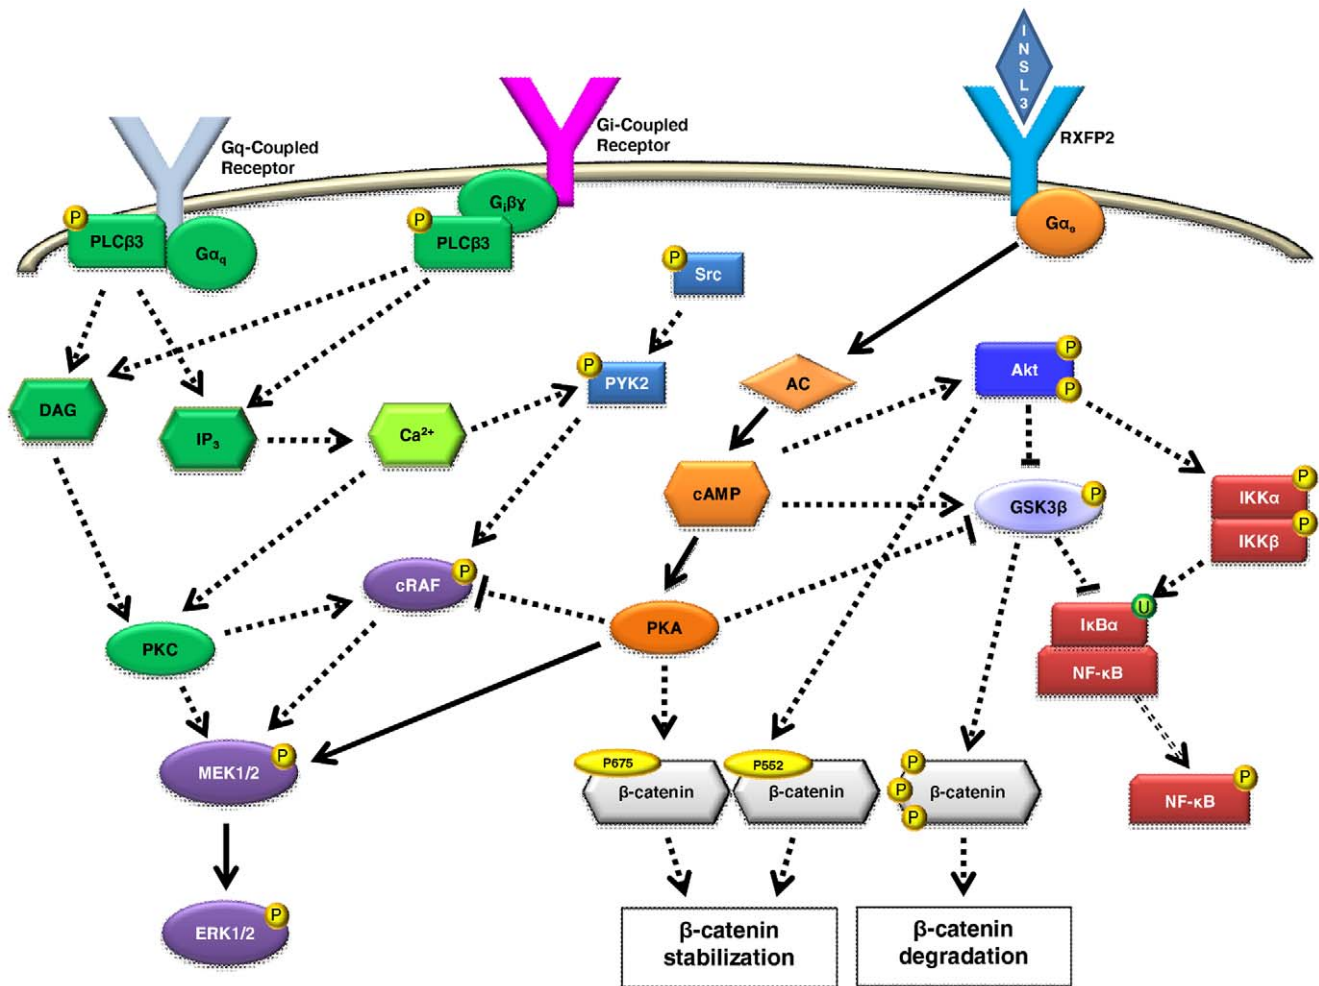 I
N
S
L
3
Gq-Coupled
Receptor
Gi-Coupled
Receptor
RXFP2
P
PLCβ3
Gαq
Giβɣ
P
PLCβ3
Gαs
P
Src
P
PYK2
AC
Akt
P
P
DAG
IP3
Ca2+
cAMP
GSK3β
P
IKKα
P
IKKβ
P
cRAF
P
PKC
PKA
U
IκBα
NF-κB
MEK1/2
P
P675
β-catenin
P552
β-catenin
P
P
P
β-catenin
NF-κB
P
ERK1/2
P
β-catenin
stabilization
β-catenin
degradation